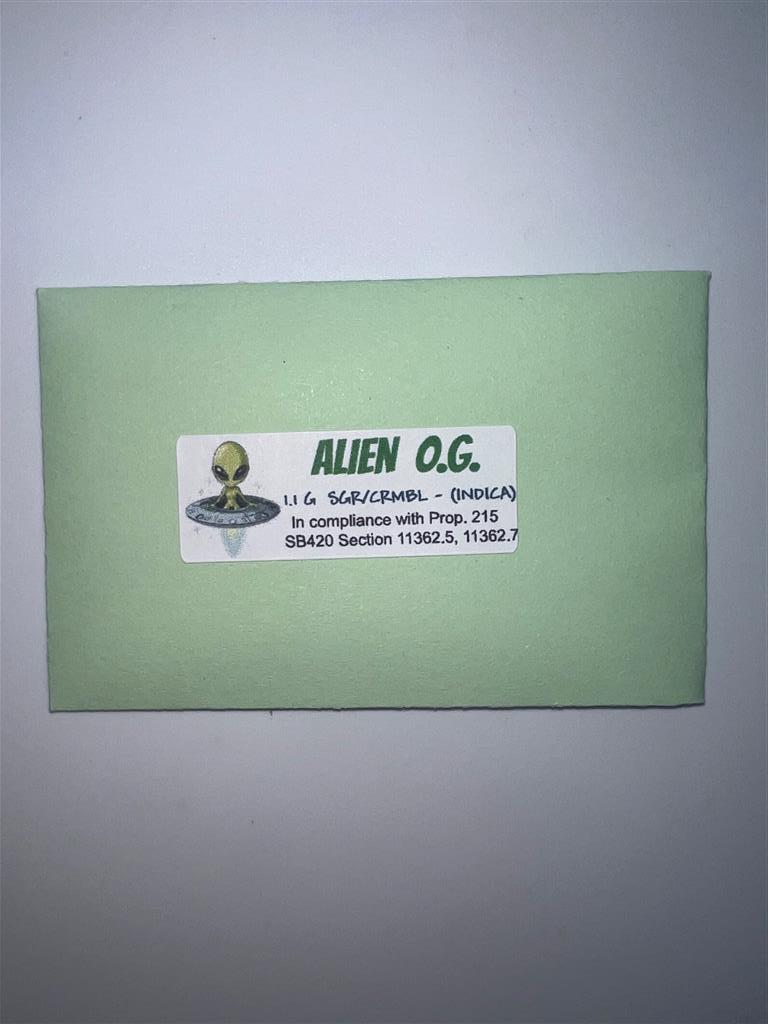 ALIEN O.G.
1.1 G SGR/CRMBL - (INDICA)
In compliance with Prop. 215
SB420 Section 11362.5, 11362.7